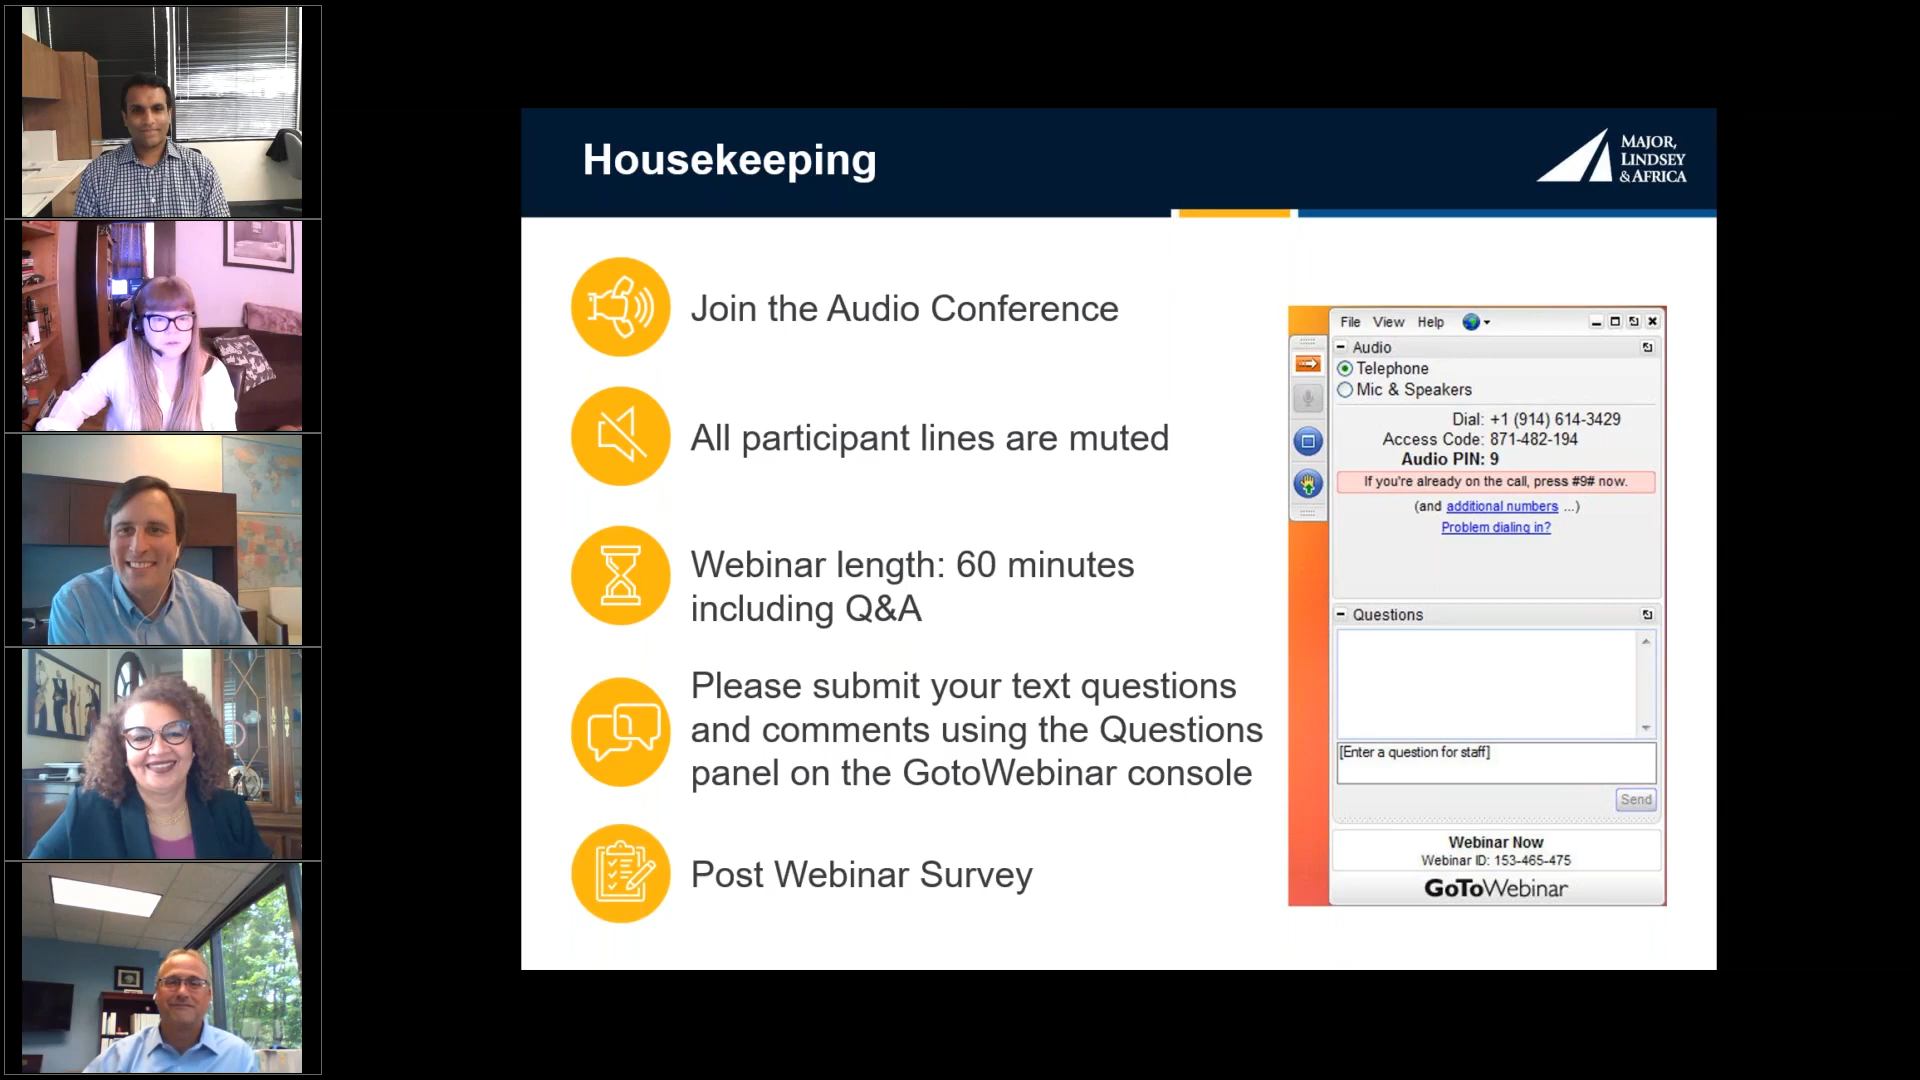 Housekeeping
MAJOR,
LINDSEY
& AFRICA
Join the Audio Conference
All participant lines are muted
Webinar length: 60 minutes
including Q&A
Please submit your text questions
and comments using the Questions
panel on the GotoWebinar console
Post Webinar Survey
File View Help
Audio
Telephone
Mic & Speakers
Dial: +1 (914) 614-3429
Access Code: 871-482-194
Audio PIN: 9
If you're already on the call, press #9# now.
(and additional numbers ...)
Problem dialing in?
Questions
[Enter a question for staff]
Send
Webinar Now
Webinar ID: 153-465-475
GoToWebinar